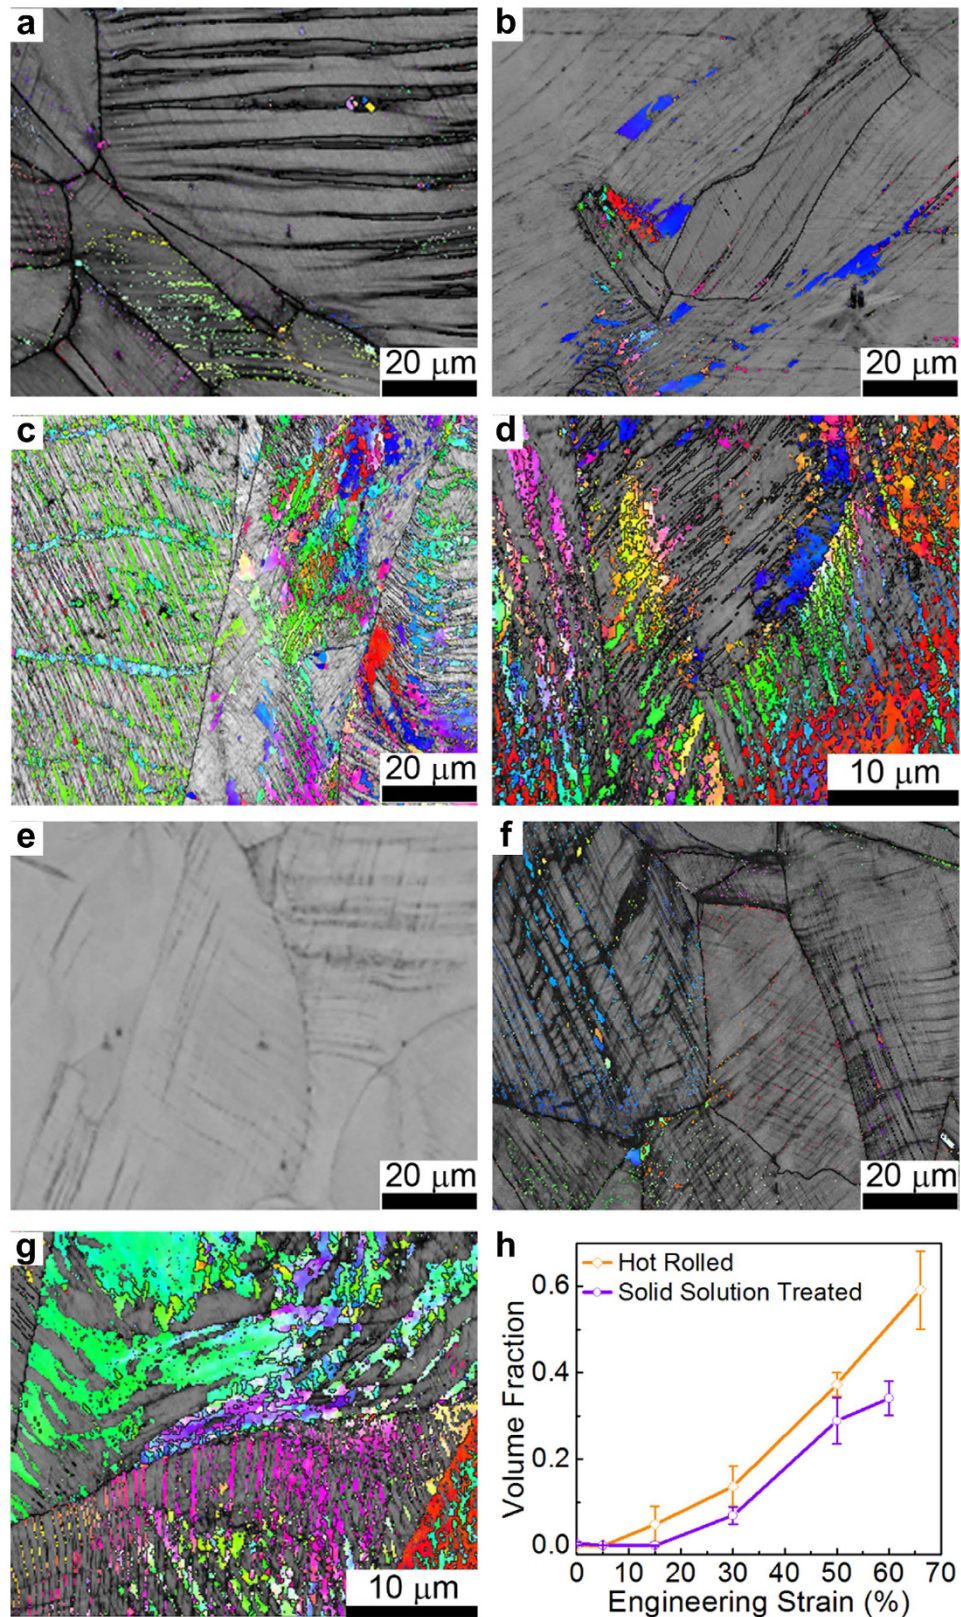 a
20 μm
b
20 μm
c
20 μm
d
10 μm
e
20 μm
f
20 μm
g
10 μm
h
Hot Rolled
Solid Solution Treated
Volume Fraction
0.6
0.4
0.2
0.0
0 10 20 30 40 50 60 70
Engineering Strain (%)